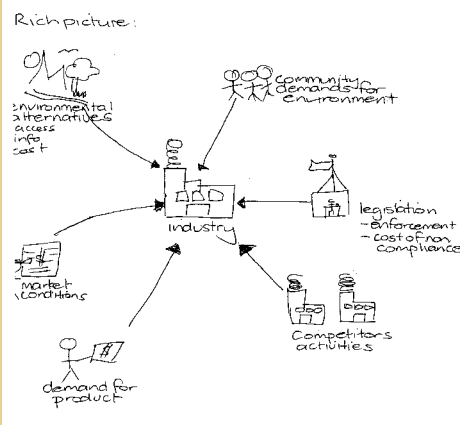 Rich picture:
community
demands for
environment
environmental
alternatives
access
info
cost
industry
legislation
- enforcement
- cost of non
compliance
market
conditions
Competitors
activities
$
demand for
product